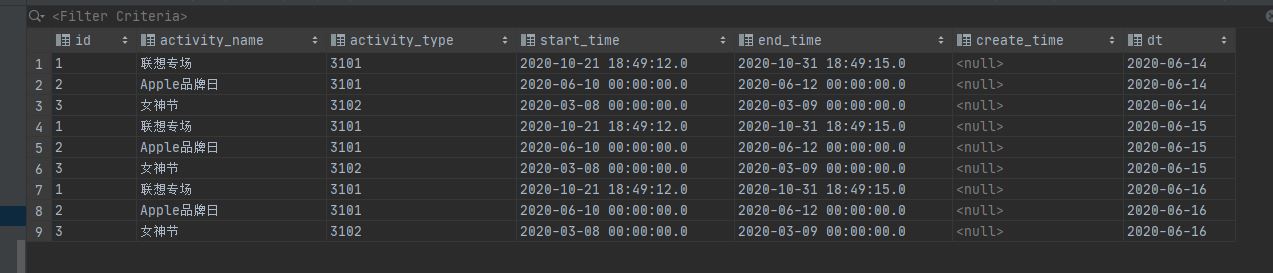 <Filter Criteria>
id activity_name activity_type start_time end_time create_time dt
1 1 联想专场 3101 2020-10-21 18:49:12.0 2020-10-31 18:49:15.0 <null> 2020-06-14
2 2 Apple品牌日 3101 2020-06-10 00:00:00.0 2020-06-12 00:00:00.0 <null> 2020-06-14
3 3 女神节 3102 2020-03-08 00:00:00.0 2020-03-09 00:00:00.0 <null> 2020-06-14
4 1 联想专场 3101 2020-10-21 18:49:12.0 2020-10-31 18:49:15.0 <null> 2020-06-15
5 2 Apple品牌日 3101 2020-06-10 00:00:00.0 2020-06-12 00:00:00.0 <null> 2020-06-15
6 3 女神节 3102 2020-03-08 00:00:00.0 2020-03-09 00:00:00.0 <null> 2020-06-15
7 1 联想专场 3101 2020-10-21 18:49:12.0 2020-10-31 18:49:15.0 <null> 2020-06-16
8 2 Apple品牌日 3101 2020-06-10 00:00:00.0 2020-06-12 00:00:00.0 <null> 2020-06-16
9 3 女神节 3102 2020-03-08 00:00:00.0 2020-03-09 00:00:00.0 <null> 2020-06-16